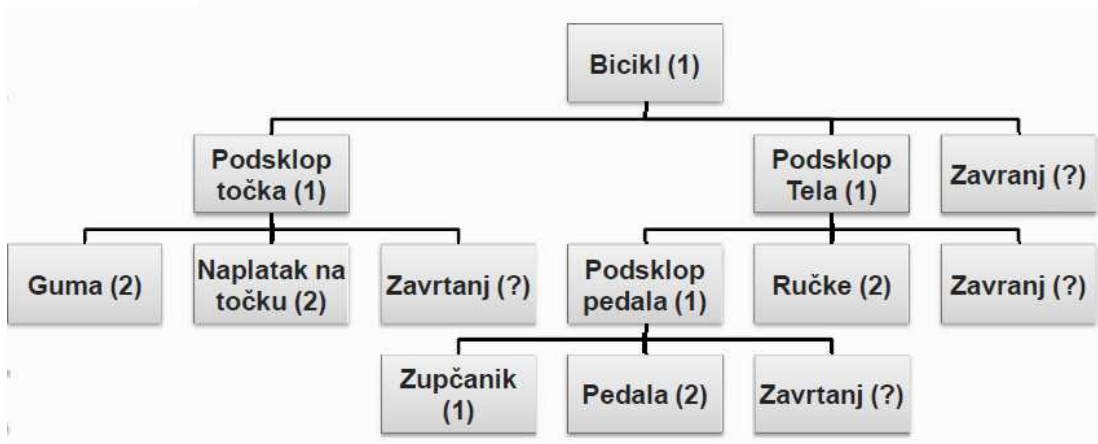 Bicikl (1)
Podsklop
točka (1)
Podsklop
Tela (1)
Zavranj (?)
Guma (2)
Naplatak na
točku (2)
Zavrtanj (?)
Podsklop
pedala (1)
Ručke (2)
Zavranj (?)
Zupčanik
(1)
Pedala (2)
Zavrtanj (?)